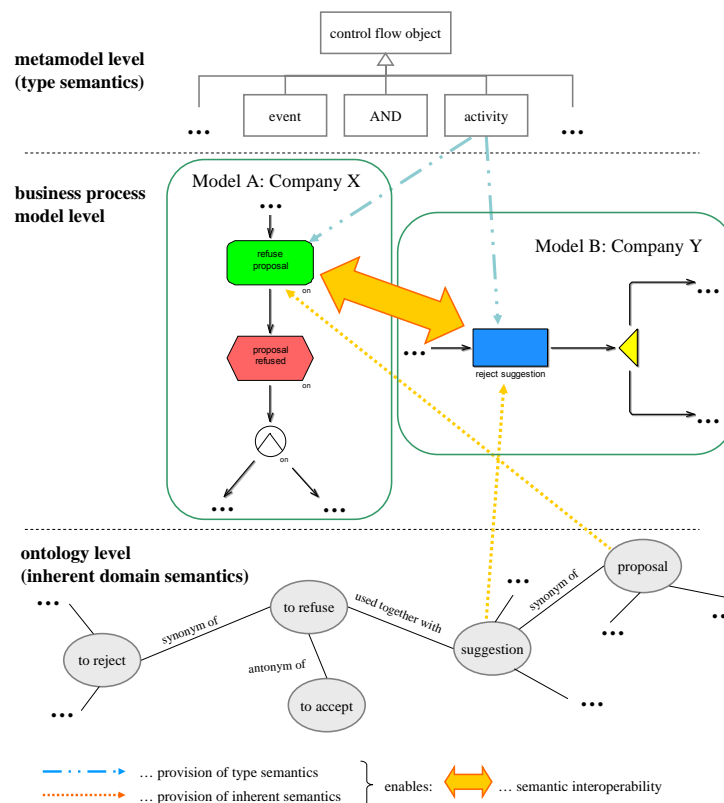 control flow object
metamodel level
(type semantics)
event
AND
activity
...
...
business process
model level
Model A: Company X
...
refuse
proposal
on
proposal
refused
on
on
...
...
Model B: Company Y
...
...
reject suggestion
...
ontology level
(inherent domain semantics)
proposal
...
synonym of
...
...
...
to refuse
used together with
synonym of
suggestion
to reject
antonym of
...
to accept
...
... provision of type semantics
... provision of inherent semantics
enables:
... semantic interoperability